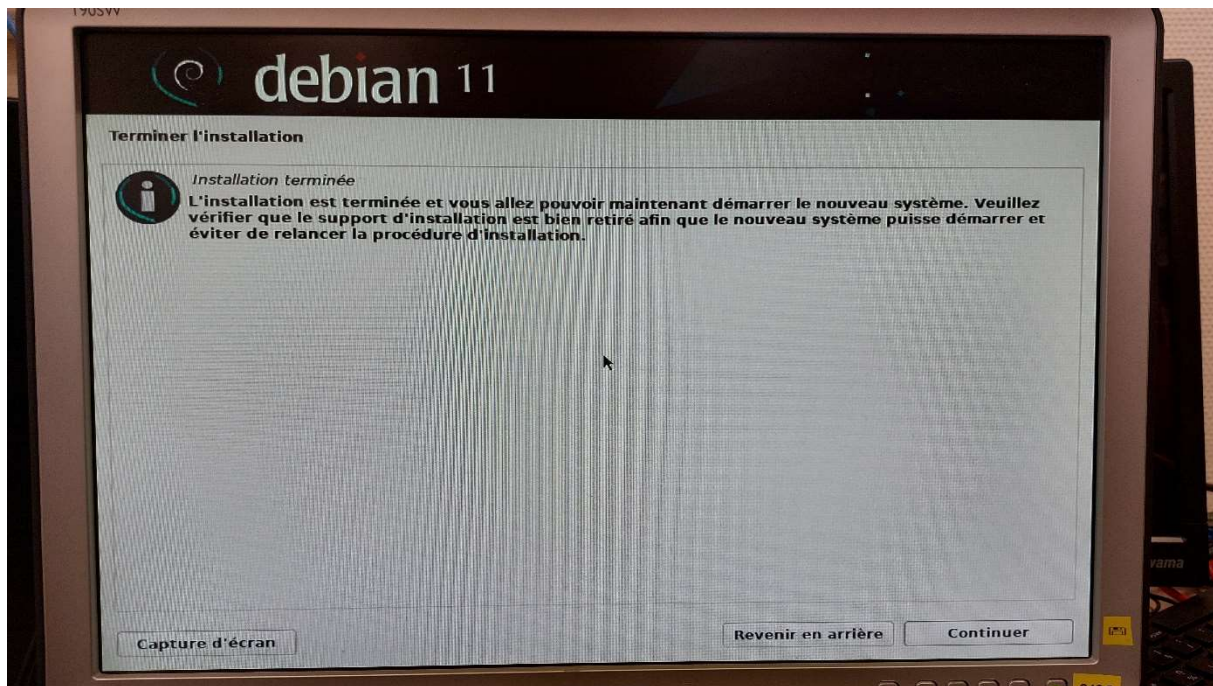 190SW
debian 11
Terminer l'installation
Installation terminée
L'installation est terminée et vous allez pouvoir maintenant démarrer le nouveau système. Veuillez
vérifier que le support d'installation est bien retiré afin que le nouveau système puisse démarrer et
éviter de relancer la procédure d'installation.
Capture d'écran
Revenir en arrière
Continuer
yama